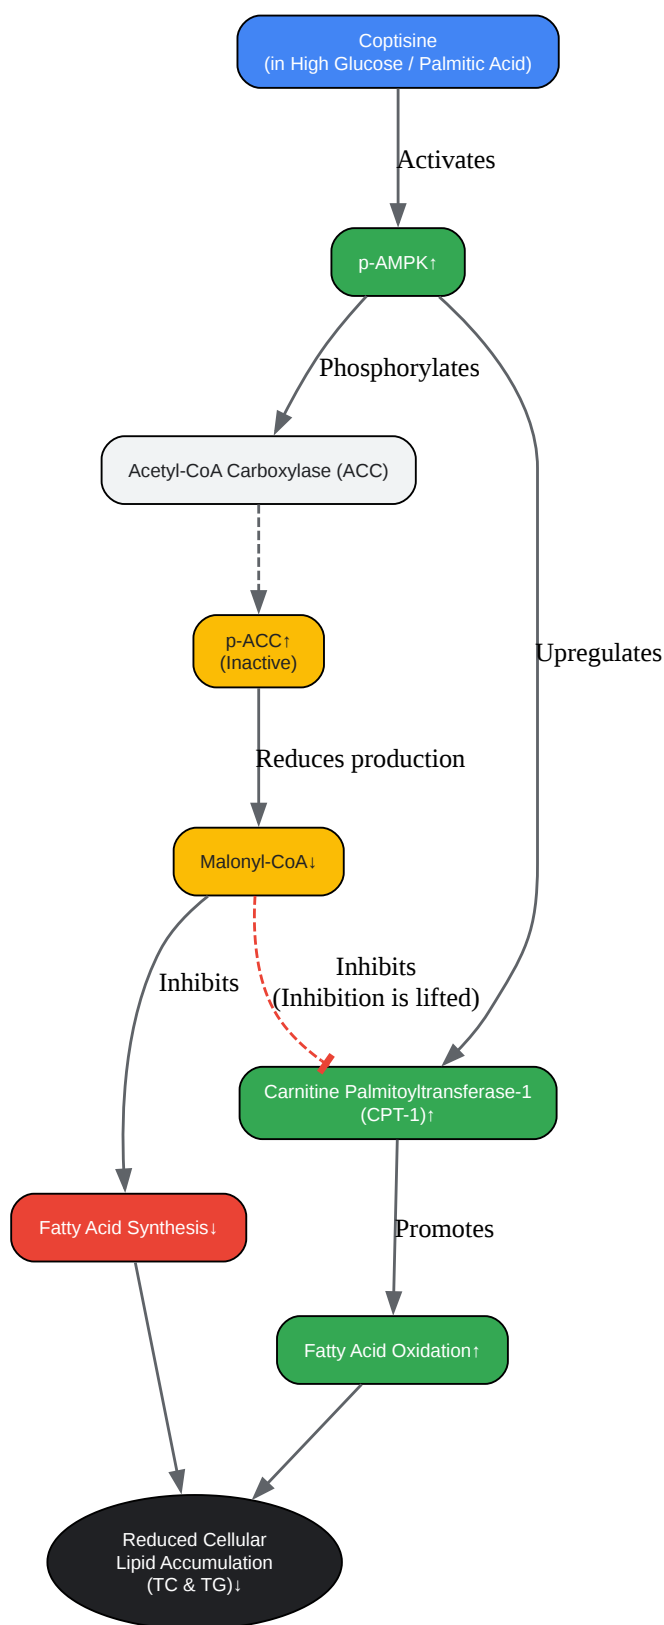 Coptisine
(in High Glucose / Palmitic Acid)
Activates
p-AMPK↑
Phosphorylates
Acetyl-CoA Carboxylase (ACC)
p-ACC↑
(Inactive)
Upregulates
Reduces production
Malonyl-CoA↓
Inhibits
Inhibits
(Inhibition is lifted)
Carnitine Palmitoyltransferase-1
(CPT-1)↑
Fatty Acid Synthesis↓
Promotes
Fatty Acid Oxidation↑
Reduced Cellular
Lipid Accumulation
(TC & TG)↓